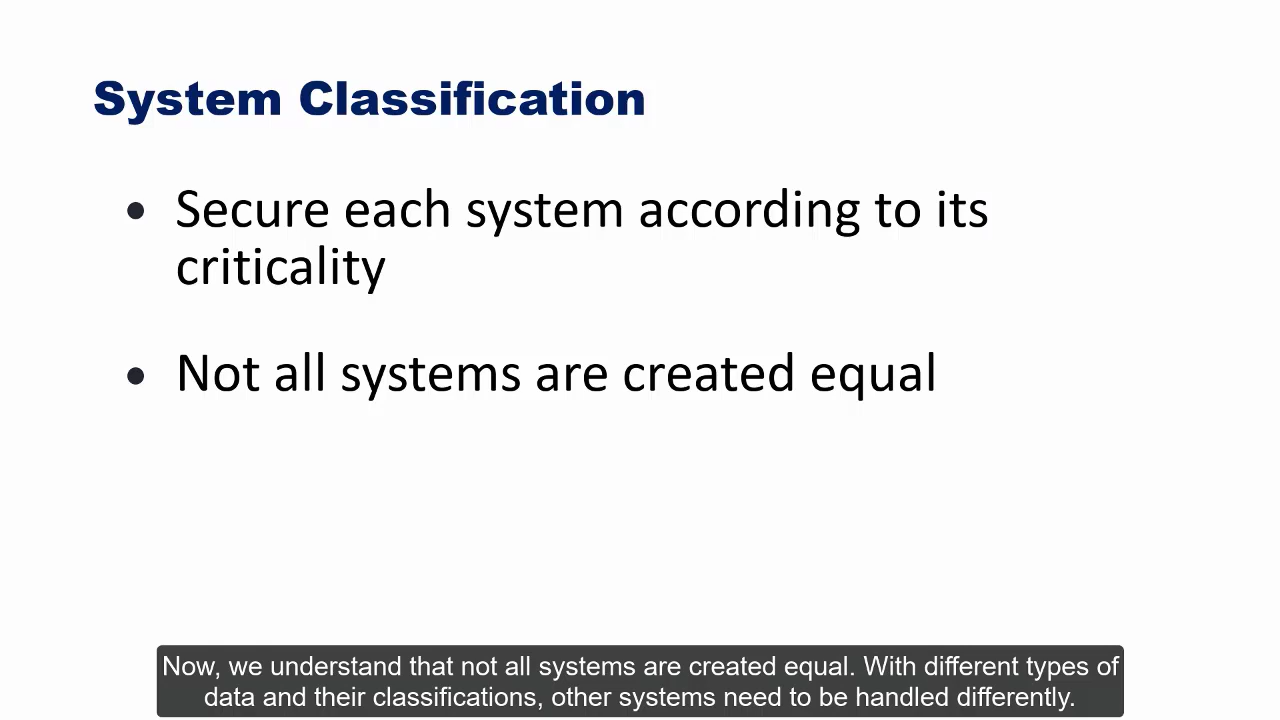 System Classification
• Secure each system according to its
criticality
• Not all systems are created equal
Now, we understand that not all systems are created equal. With different types of
data and their classifications, other systems need to be handled differently.